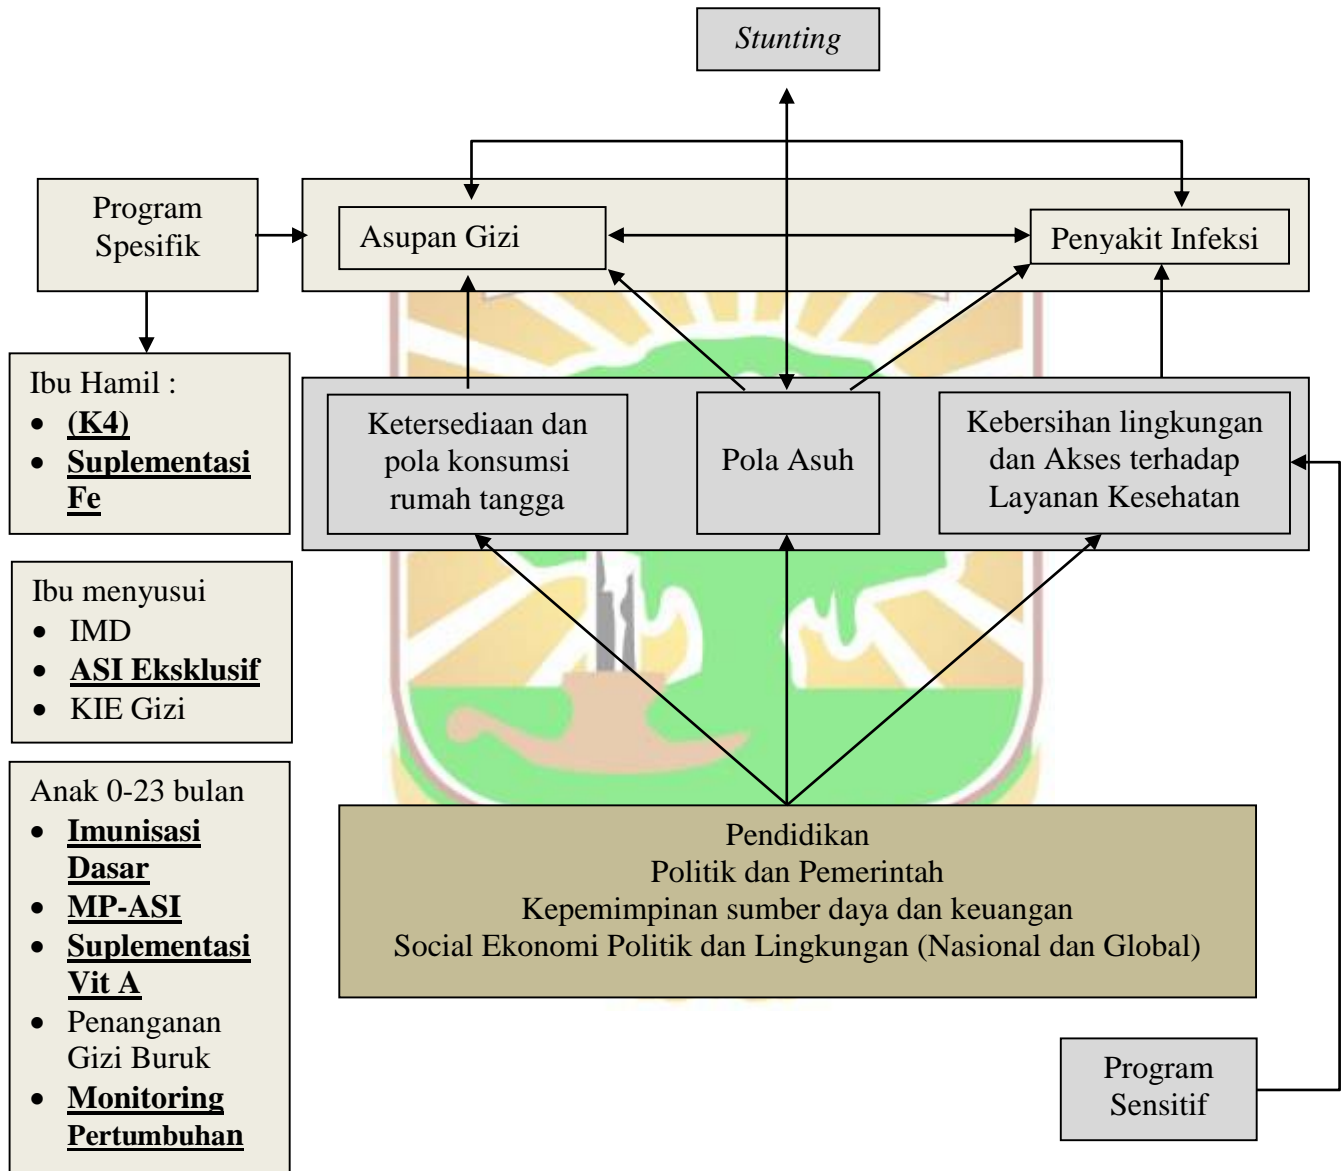 Stunting
Program
Spesifik
Asupan Gizi
Penyakit Infeksi
Ibu Hamil :
• (K4)
• Suplementasi
Fe
Ketersediaan dan
pola konsumsi
rumah tangga
Pola Asuh
Kebersihan lingkungan
dan Akses terhadap
Layanan Kesehatan
Ibu menyusui
• IMD
• ASI Eksklusif
• KIE Gizi
Anak 0-23 bulan
• Imunisasi
Dasar
• MP-ASI
• Suplementasi
Vit A
• Penanganan
Gizi Buruk
• Monitoring
Pertumbuhan
Pendidikan
Politik dan Pemerintah
Kepemimpinan sumber daya dan keuangan
Social Ekonomi Politik dan Lingkungan (Nasional dan Global)
Program
Sensitif